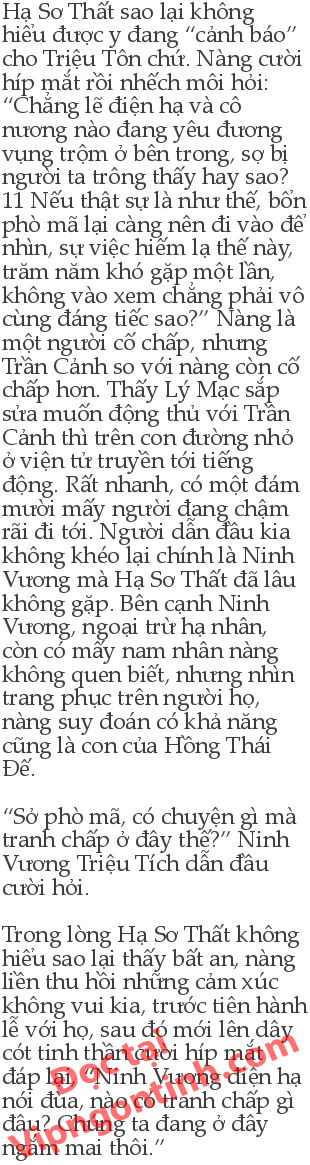 Hạ Sơ Thất sao lại không
hiểu được y đang “cảnh báo”
cho Triệu Tôn chứ. Nàng cười
híp mắt rồi nhếch môi hỏi:
“Chẳng lẽ điện hạ và cô
nương nào đang yêu đương
vụng trộm ở bên trong, sợ bị
người ta trông thấy hay sao?
11 Nếu thật sự là như thế, bổn
phò mã lại càng nên đi vào để
nhìn, sự việc hiếm lạ thế này,
trăm năm khó gặp một lần,
không vào xem chẳng phải vô
cùng đáng tiếc sao?” Nàng là
một người cố chấp, nhưng
Trần Cảnh so với nàng còn cố
chấp hơn. Thấy Lý Mạc sắp
sửa muốn động thủ với Trần
Cảnh thì trên con đường nhỏ
ở viện tử truyền tới tiếng
động. Rất nhanh, có một đám
mười mấy người đang chậm
rãi đi tới. Người dẫn đầu kia
không khéo lại chính là Ninh
Vương mà Hạ Sơ Thất đã lâu
không gặp. Bên cạnh Ninh
Vương, ngoại trừ hạ nhân,
còn có mấy nam nhân nàng
không quen biết, nhưng nhìn
trang phục trên người họ,
nàng suy đoán có khả năng
cũng là con của Hồng Thái
Đế.
“Sở phò mã, có chuyện gì mà
tranh chấp ở đây thế?” Ninh
Vương Triệu Tích dẫn đầu
cười hỏi.
Trong lòng Hạ Sơ Thất không
hiểu sao lại thấy bất an, nàng
liền thu hồi những cảm xúc
không vui kia, trước tiên hành
lễ với họ, sau đó mới lên dây
cót tinh thần cười híp mắt
đáp lại, “Ninh Vương điện hạ
nói đùa, nào có tranh chấp gì
đâu? Chúng ta đang ở đây
ngắm mai thôi.”
Đọc tại
Vipngontinh.com